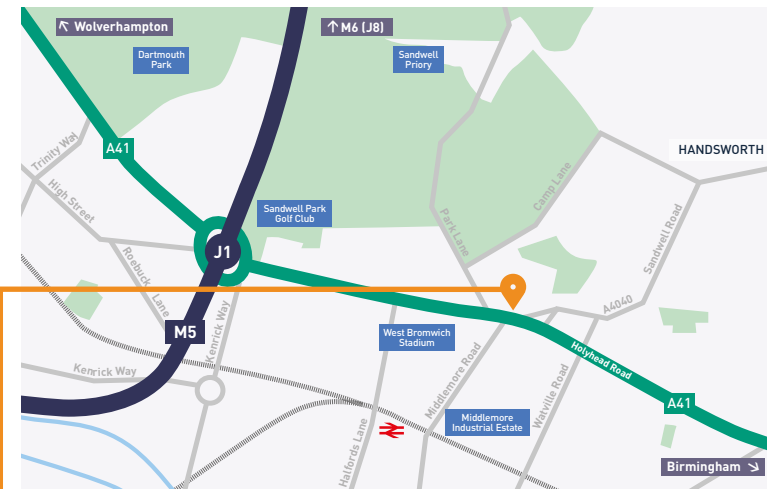 Wolverhampton
M6 (J8)
Dartmouth
Park
Sandwell
Priory
Trinity Way
A41
HANDSWORTH
High Street
Camp Lane
Sandwell Park
Golf Club
Park Lane
Sandwell Road
J1
Roebuck Lane
A4040
M5
Kenrick Way
West Bromwich
Stadium
Holyhead Road
Kenrick Way
Middlemore Road
Watville Road
A41
Middlemore
Industrial Estate
Halfords Lane
Birmingham